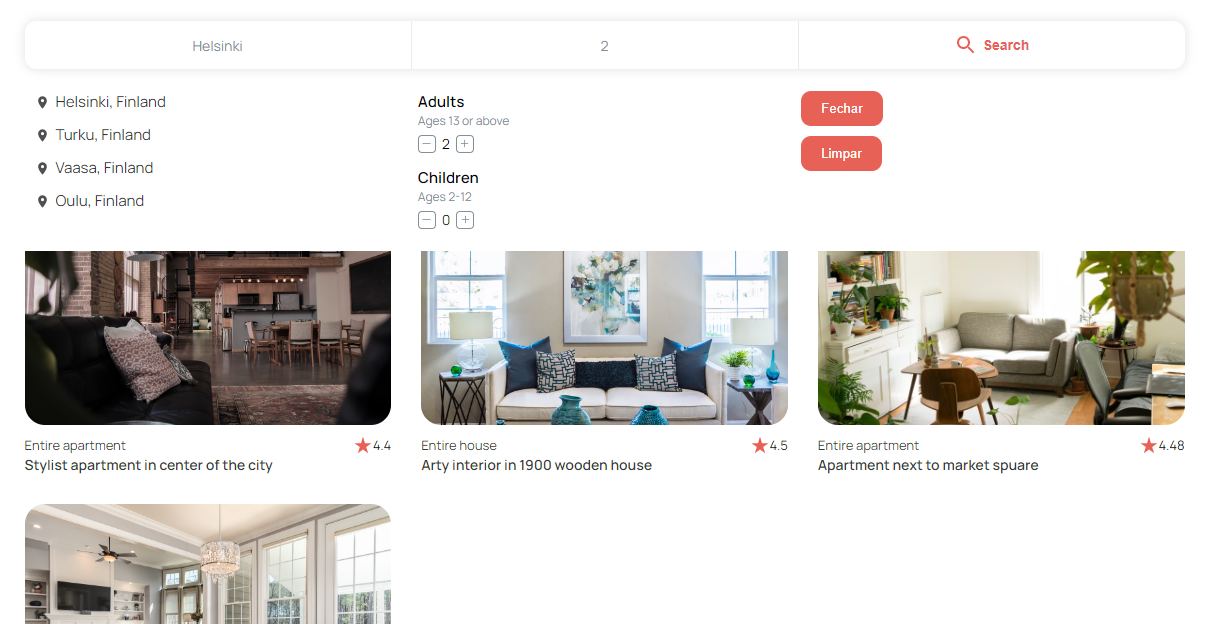 Helsinki
2
Search
Helsinki, Finland
Turku, Finland
Vaasa, Finland
Oulu, Finland
Adults
Ages 13 or above
− 2 +
Children
Ages 2-12
− 0 +
Fechar
Limpar
Entire apartment 4.4
Stylist apartment in center of the city
Entire house 4.5
Arty interior in 1900 wooden house
Entire apartment 4.48
Apartment next to market spuare